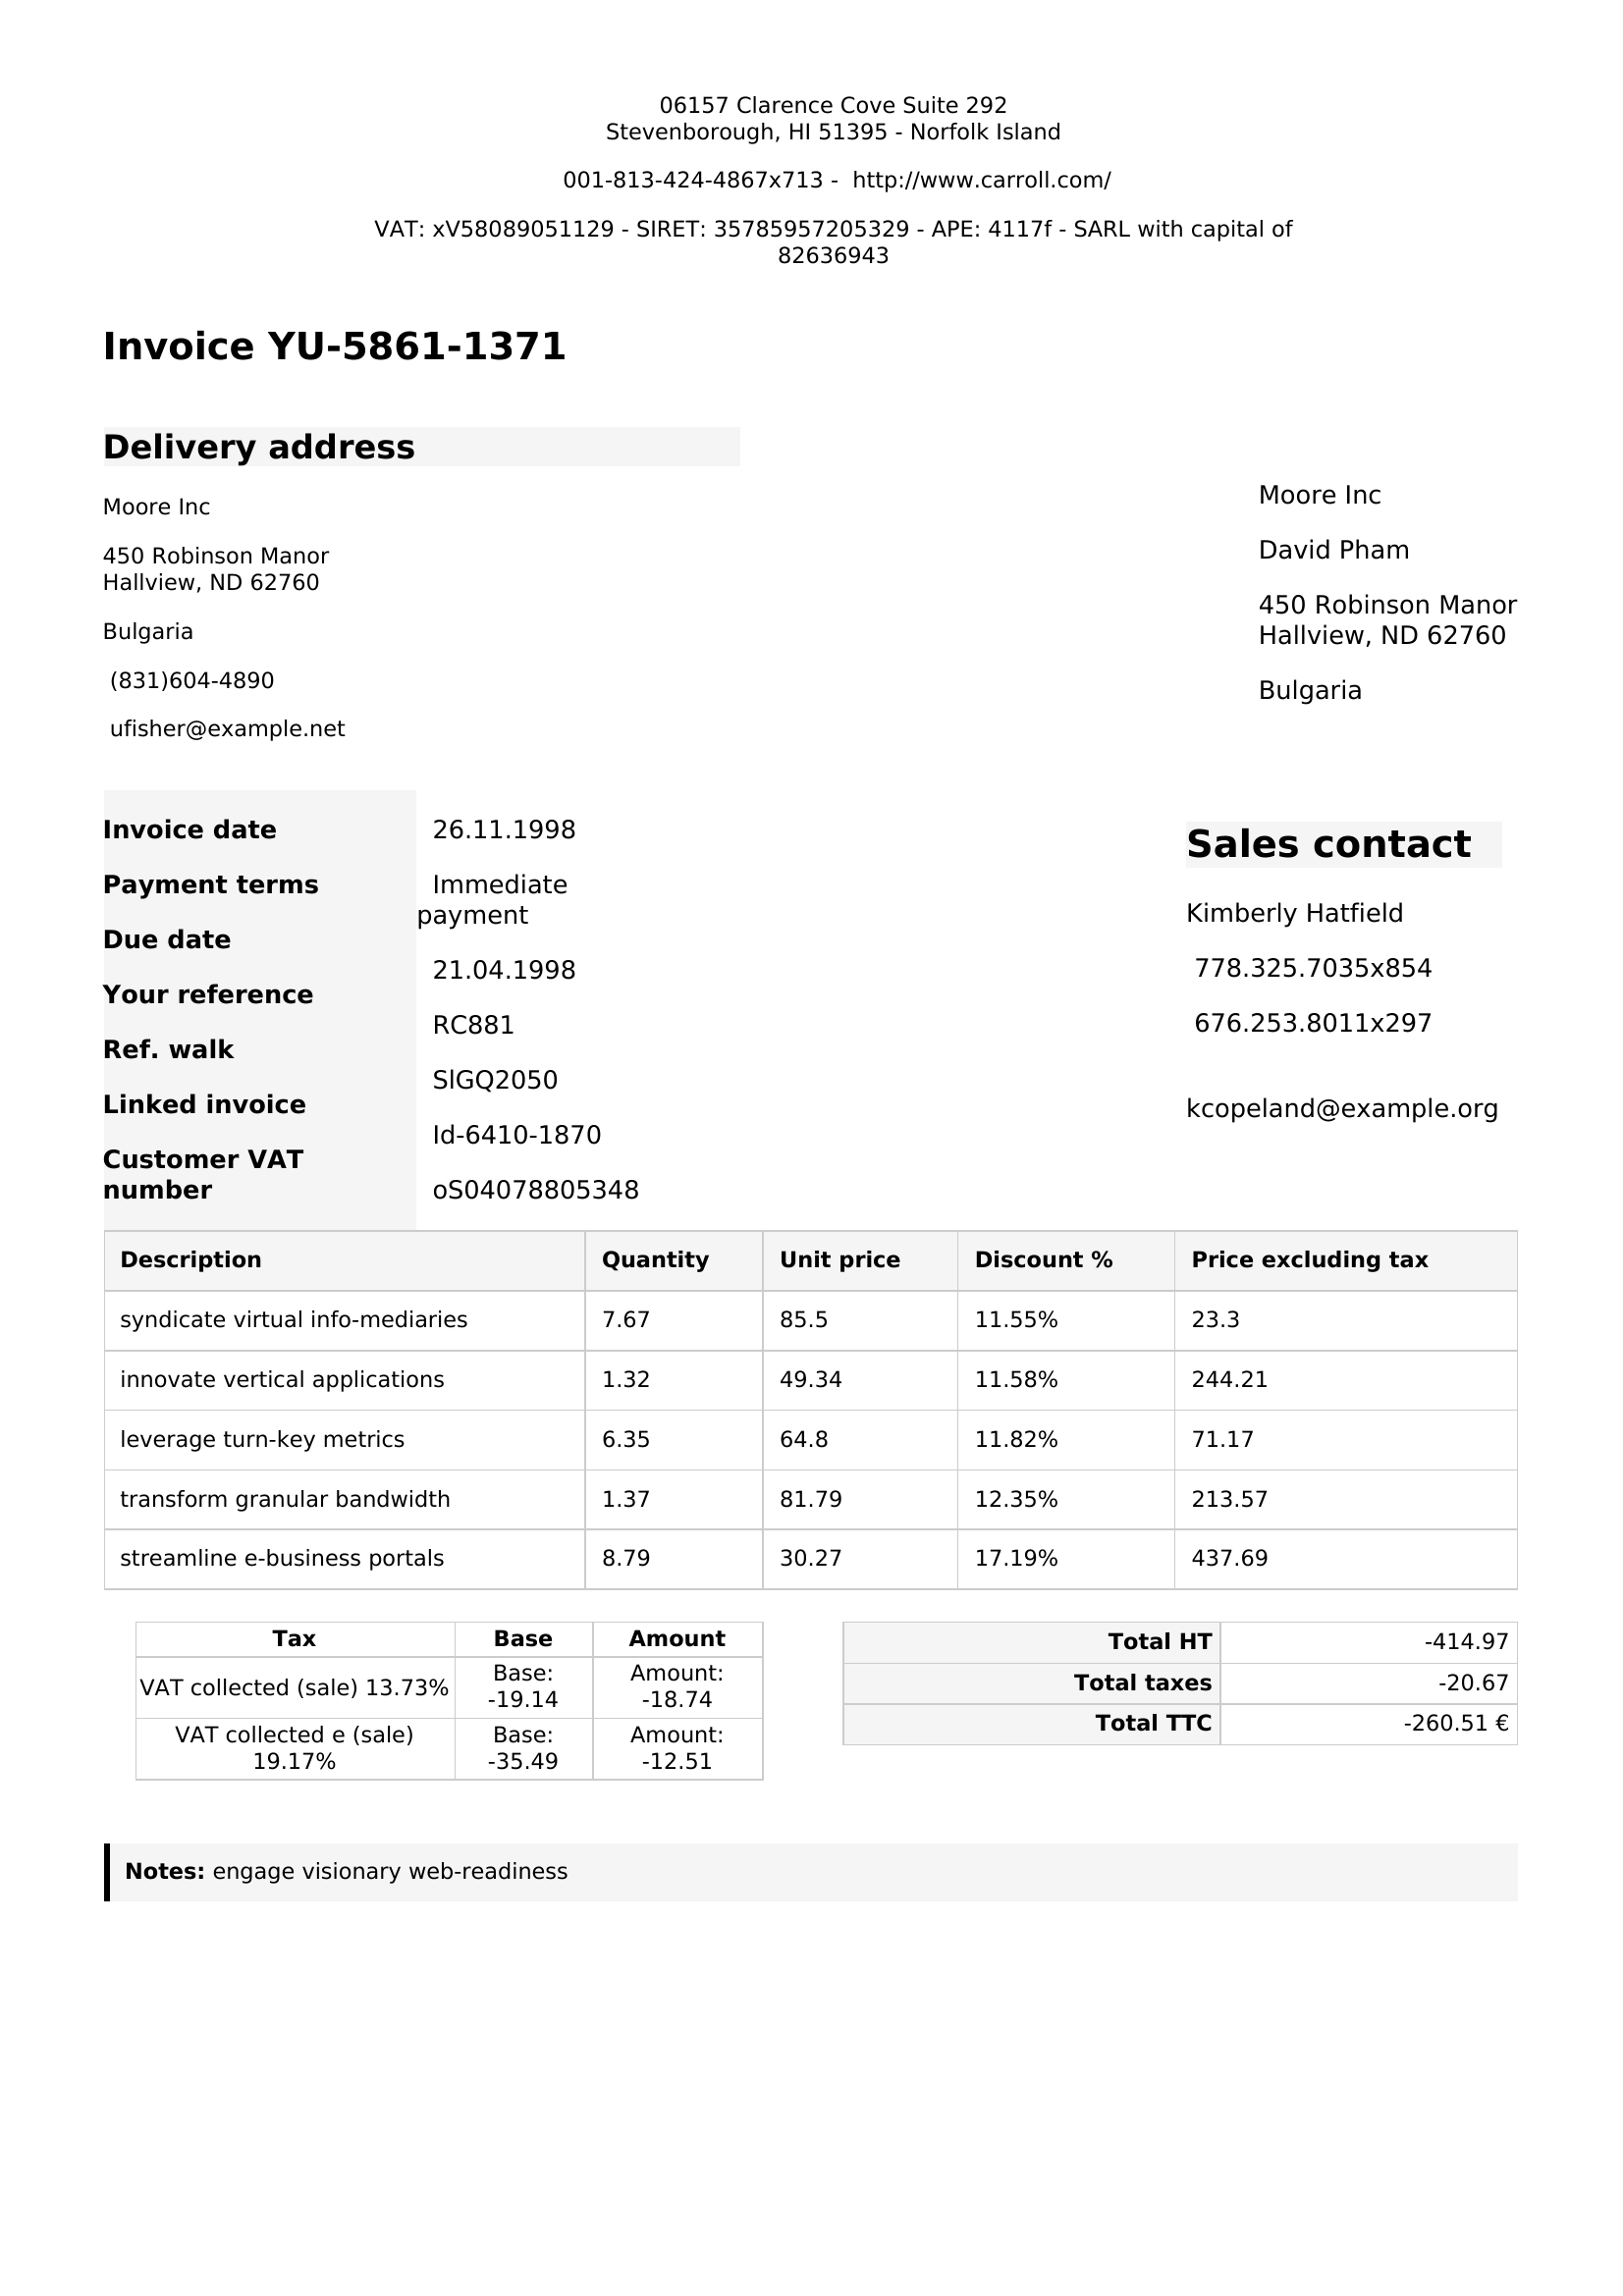 06157 Clarence Cove Suite 292
Stevenborough, HI 51395 - Norfolk Island
001-813-424-4867x713 -  http://www.carroll.com/
VAT: xV58089051129 - SIRET: 35785957205329 - APE: 4117f - SARL with capital of
82636943
Invoice YU-5861-1371
Delivery address
Moore Inc
450 Robinson Manor
Hallview, ND 62760
Bulgaria
(831)604-4890
ufisher@example.net
Moore Inc
David Pham
450 Robinson Manor
Hallview, ND 62760
Bulgaria
Invoice date
Payment terms
Due date
Your reference
Ref. walk
Linked invoice
Customer VAT
number
26.11.1998
Immediate
payment
21.04.1998
RC881
SlGQ2050
Id-6410-1870
oS04078805348
Sales contact
Kimberly Hatfield
778.325.7035x854
676.253.8011x297
kcopeland@example.org
Description Quantity Unit price Discount % Price excluding tax
syndicate virtual info-mediaries 7.67 85.5 11.55% 23.3
innovate vertical applications 1.32 49.34 11.58% 244.21
leverage turn-key metrics 6.35 64.8 11.82% 71.17
transform granular bandwidth 1.37 81.79 12.35% 213.57
streamline e-business portals 8.79 30.27 17.19% 437.69
Tax Base Amount
VAT collected (sale) 13.73% Base: -19.14 Amount: -18.74
VAT collected e (sale) 19.17% Base: -35.49 Amount: -12.51
Total HT -414.97
Total taxes -20.67
Total TTC -260.51 €
Notes: engage visionary web-readiness